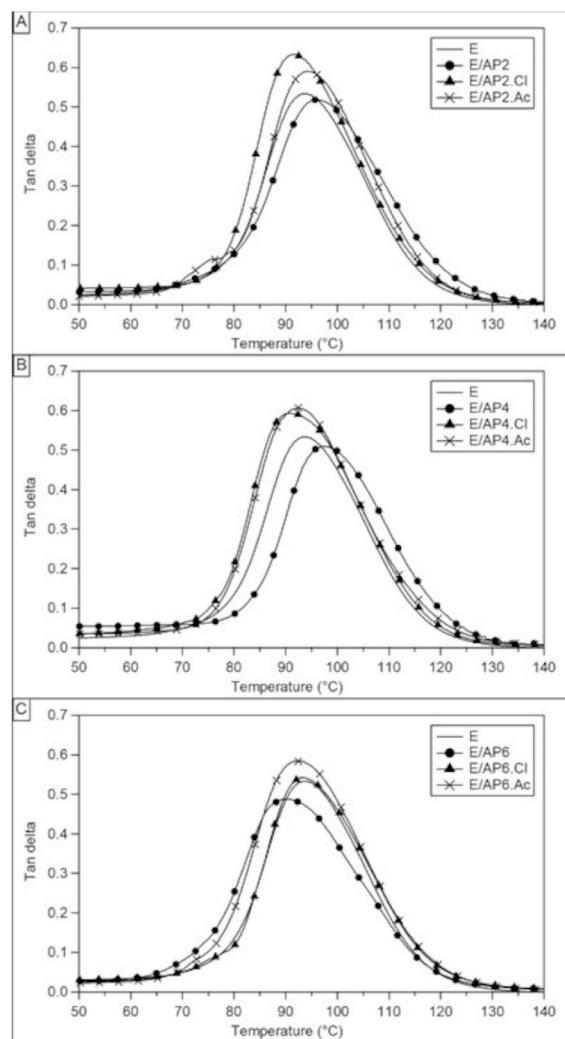 A
0.7
0.6
0.5
0.4
0.3
0.2
0.1
0.0
Tan delta
E
E/AP2
E/AP2.Cl
E/AP2.Ac
50 60 70 80 90 100 110 120 130 140
Temperature (°C)
B
0.7
0.6
0.5
0.4
0.3
0.2
0.1
0.0
Tan delta
E
E/AP4
E/AP4.Cl
E/AP4.Ac
50 60 70 80 90 100 110 120 130 140
Temperature (°C)
C
0.7
0.6
0.5
0.4
0.3
0.2
0.1
0.0
Tan delta
E
E/AP6
E/AP6.Cl
E/AP6.Ac
50 60 70 80 90 100 110 120 130 140
Temperature (°C)